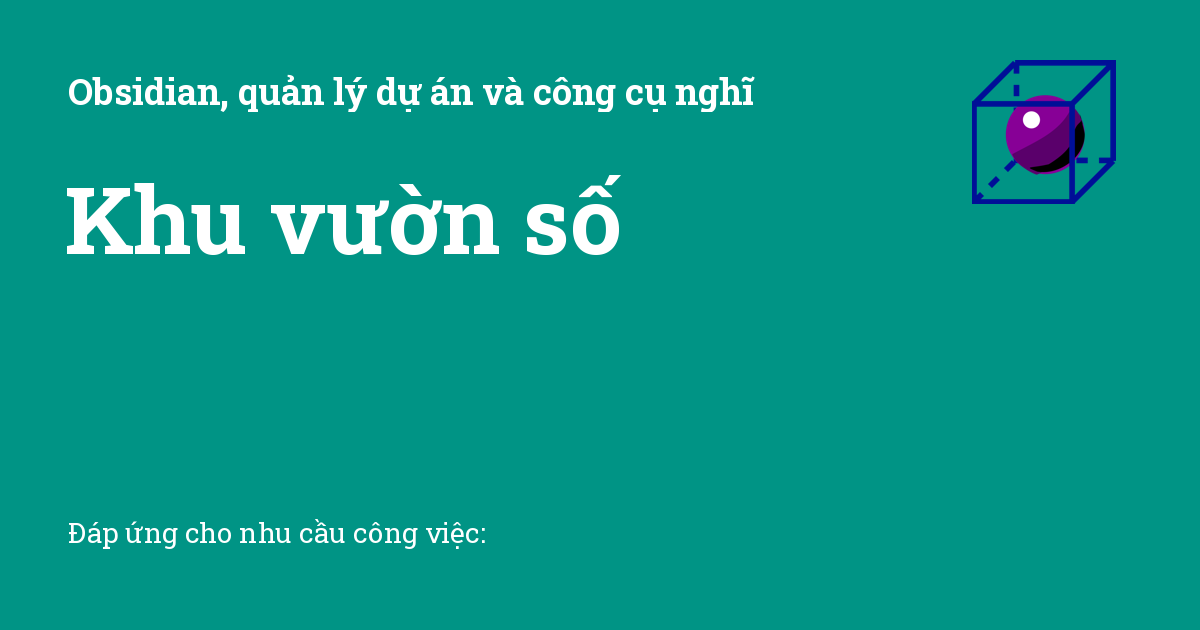 Obsidian, quản lý dự án và công cụ nghĩ
Khu vườn số
Đáp ứng cho nhu cầu công việc: